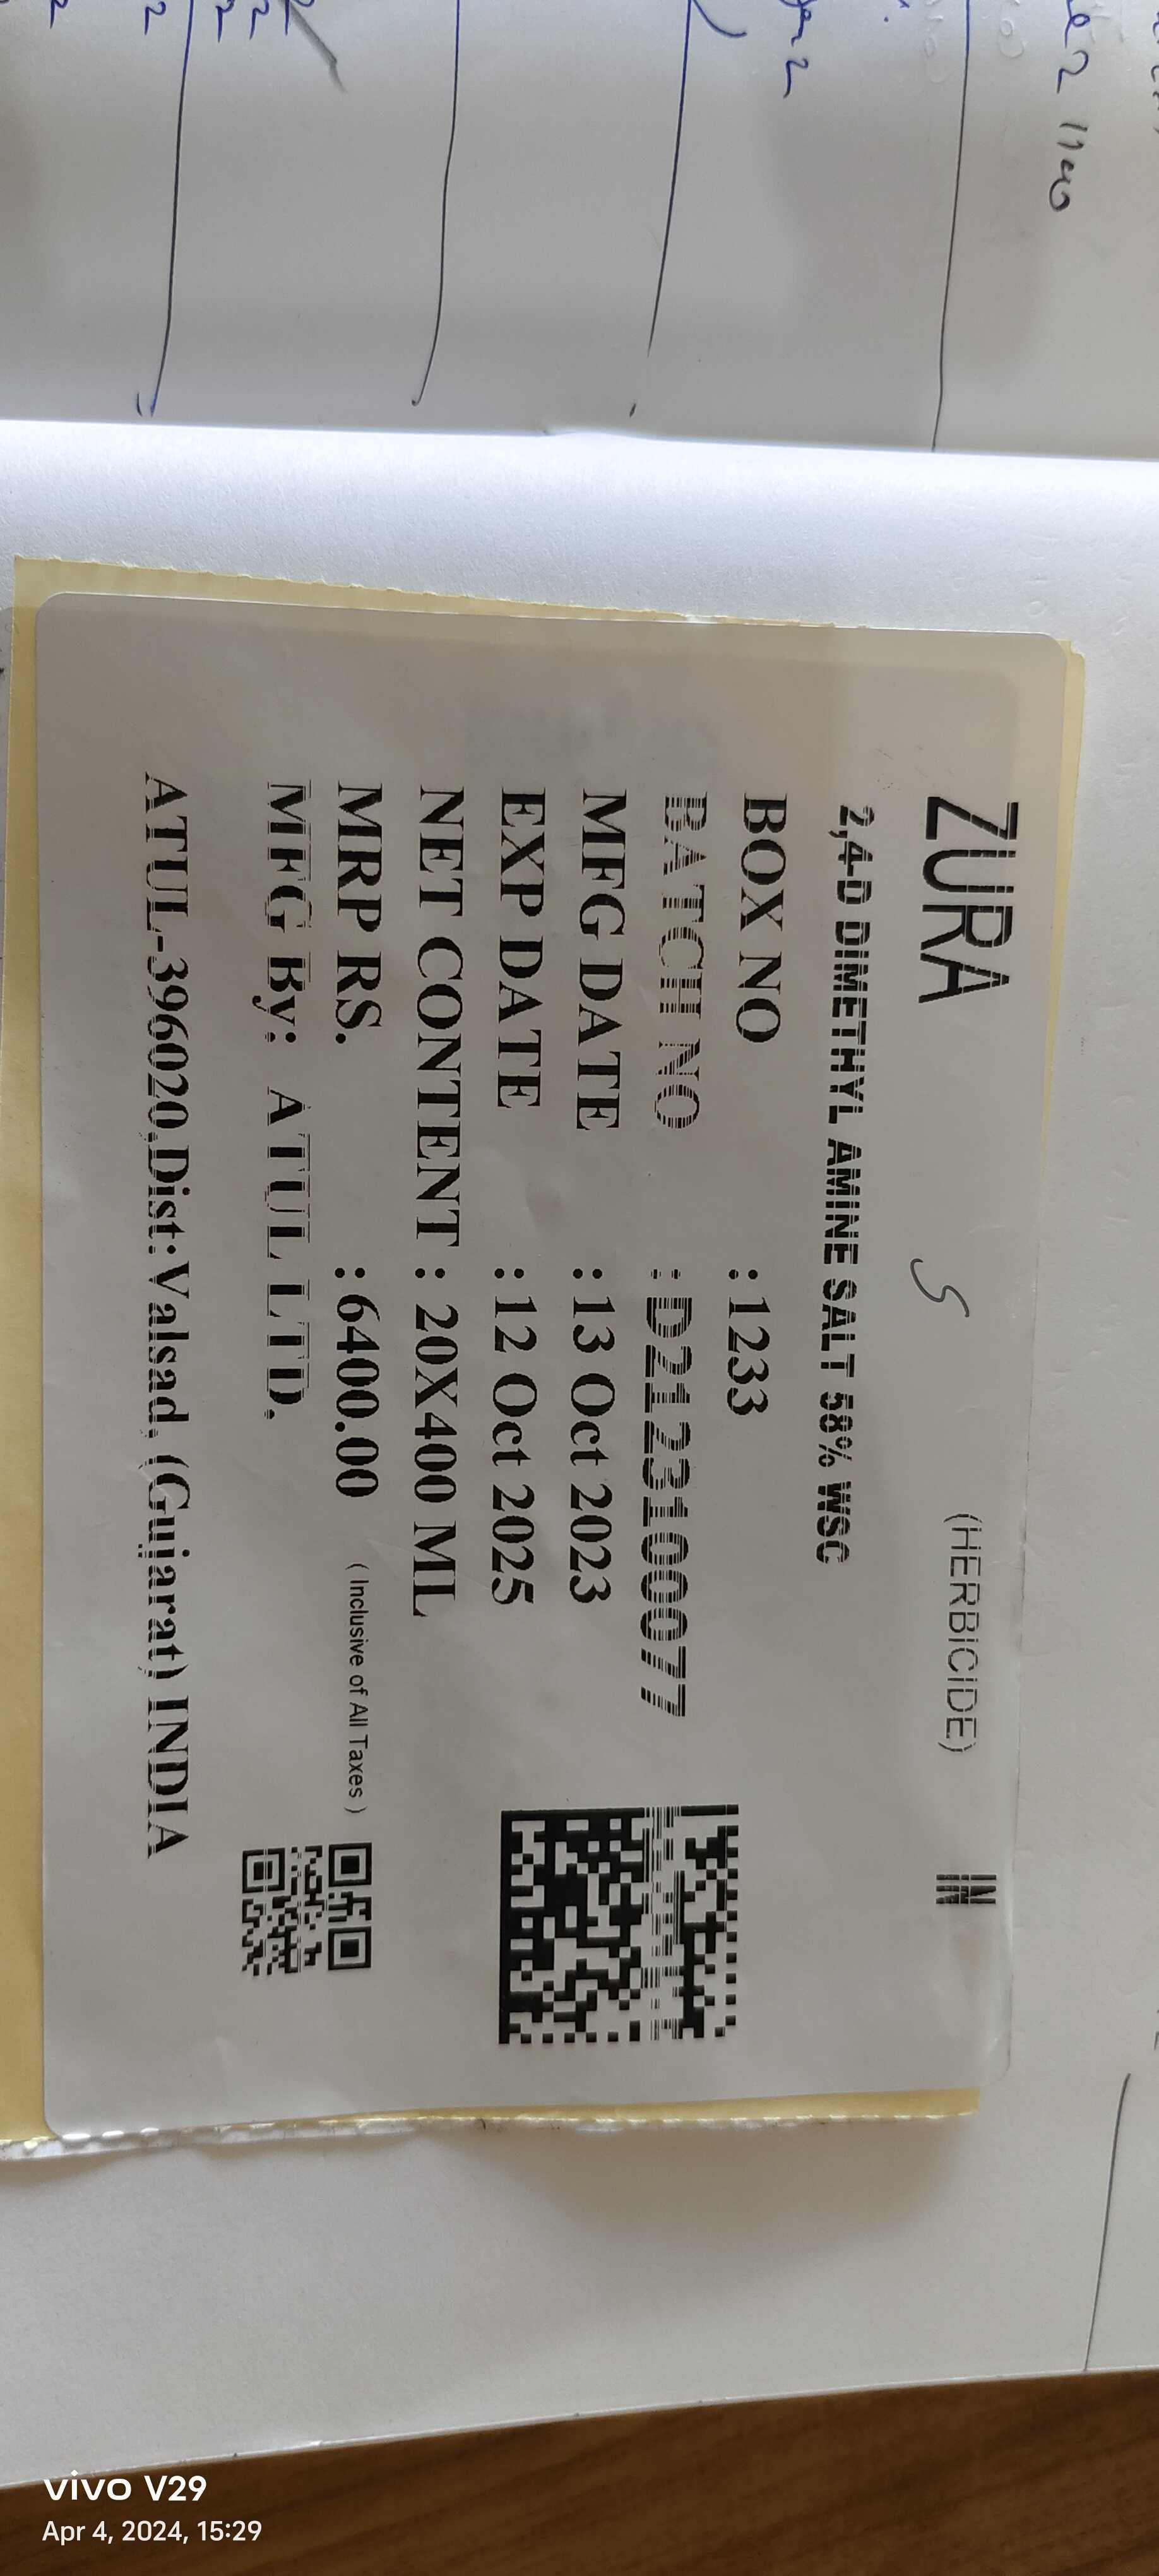 ZURA (HERBICIDE) IN
2,4-D DIMETHYL AMINE SALT 58% WSC
BOX NO : 1233
BATCH NO : D2123100077
MFG DATE : 13 Oct 2023
EXP DATE : 12 Oct 2025
NET CONTENT : 20X400 ML
MRP RS. : 6400.00 ( Inclusive of All Taxes )
MFG By: ATUL LTD.
ATUL-396020,Dist: Valsad, (Gujarat) INDIA
vivo V29
Apr 4, 2024, 15:29